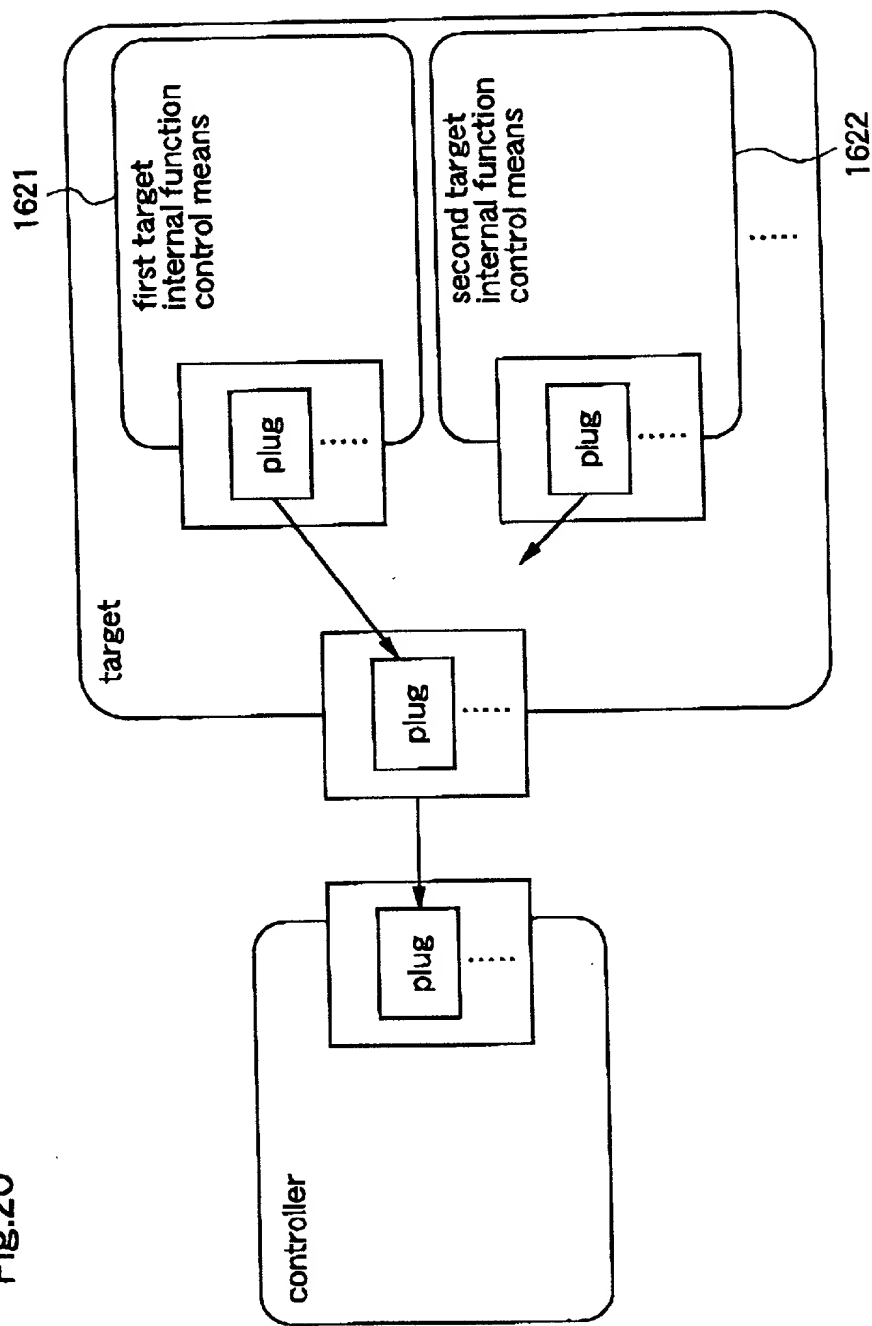 Fig.20
controller
plug
target
plug
1621
first target
internal function
control means
plug
second target
internal function
control means
plug
1622